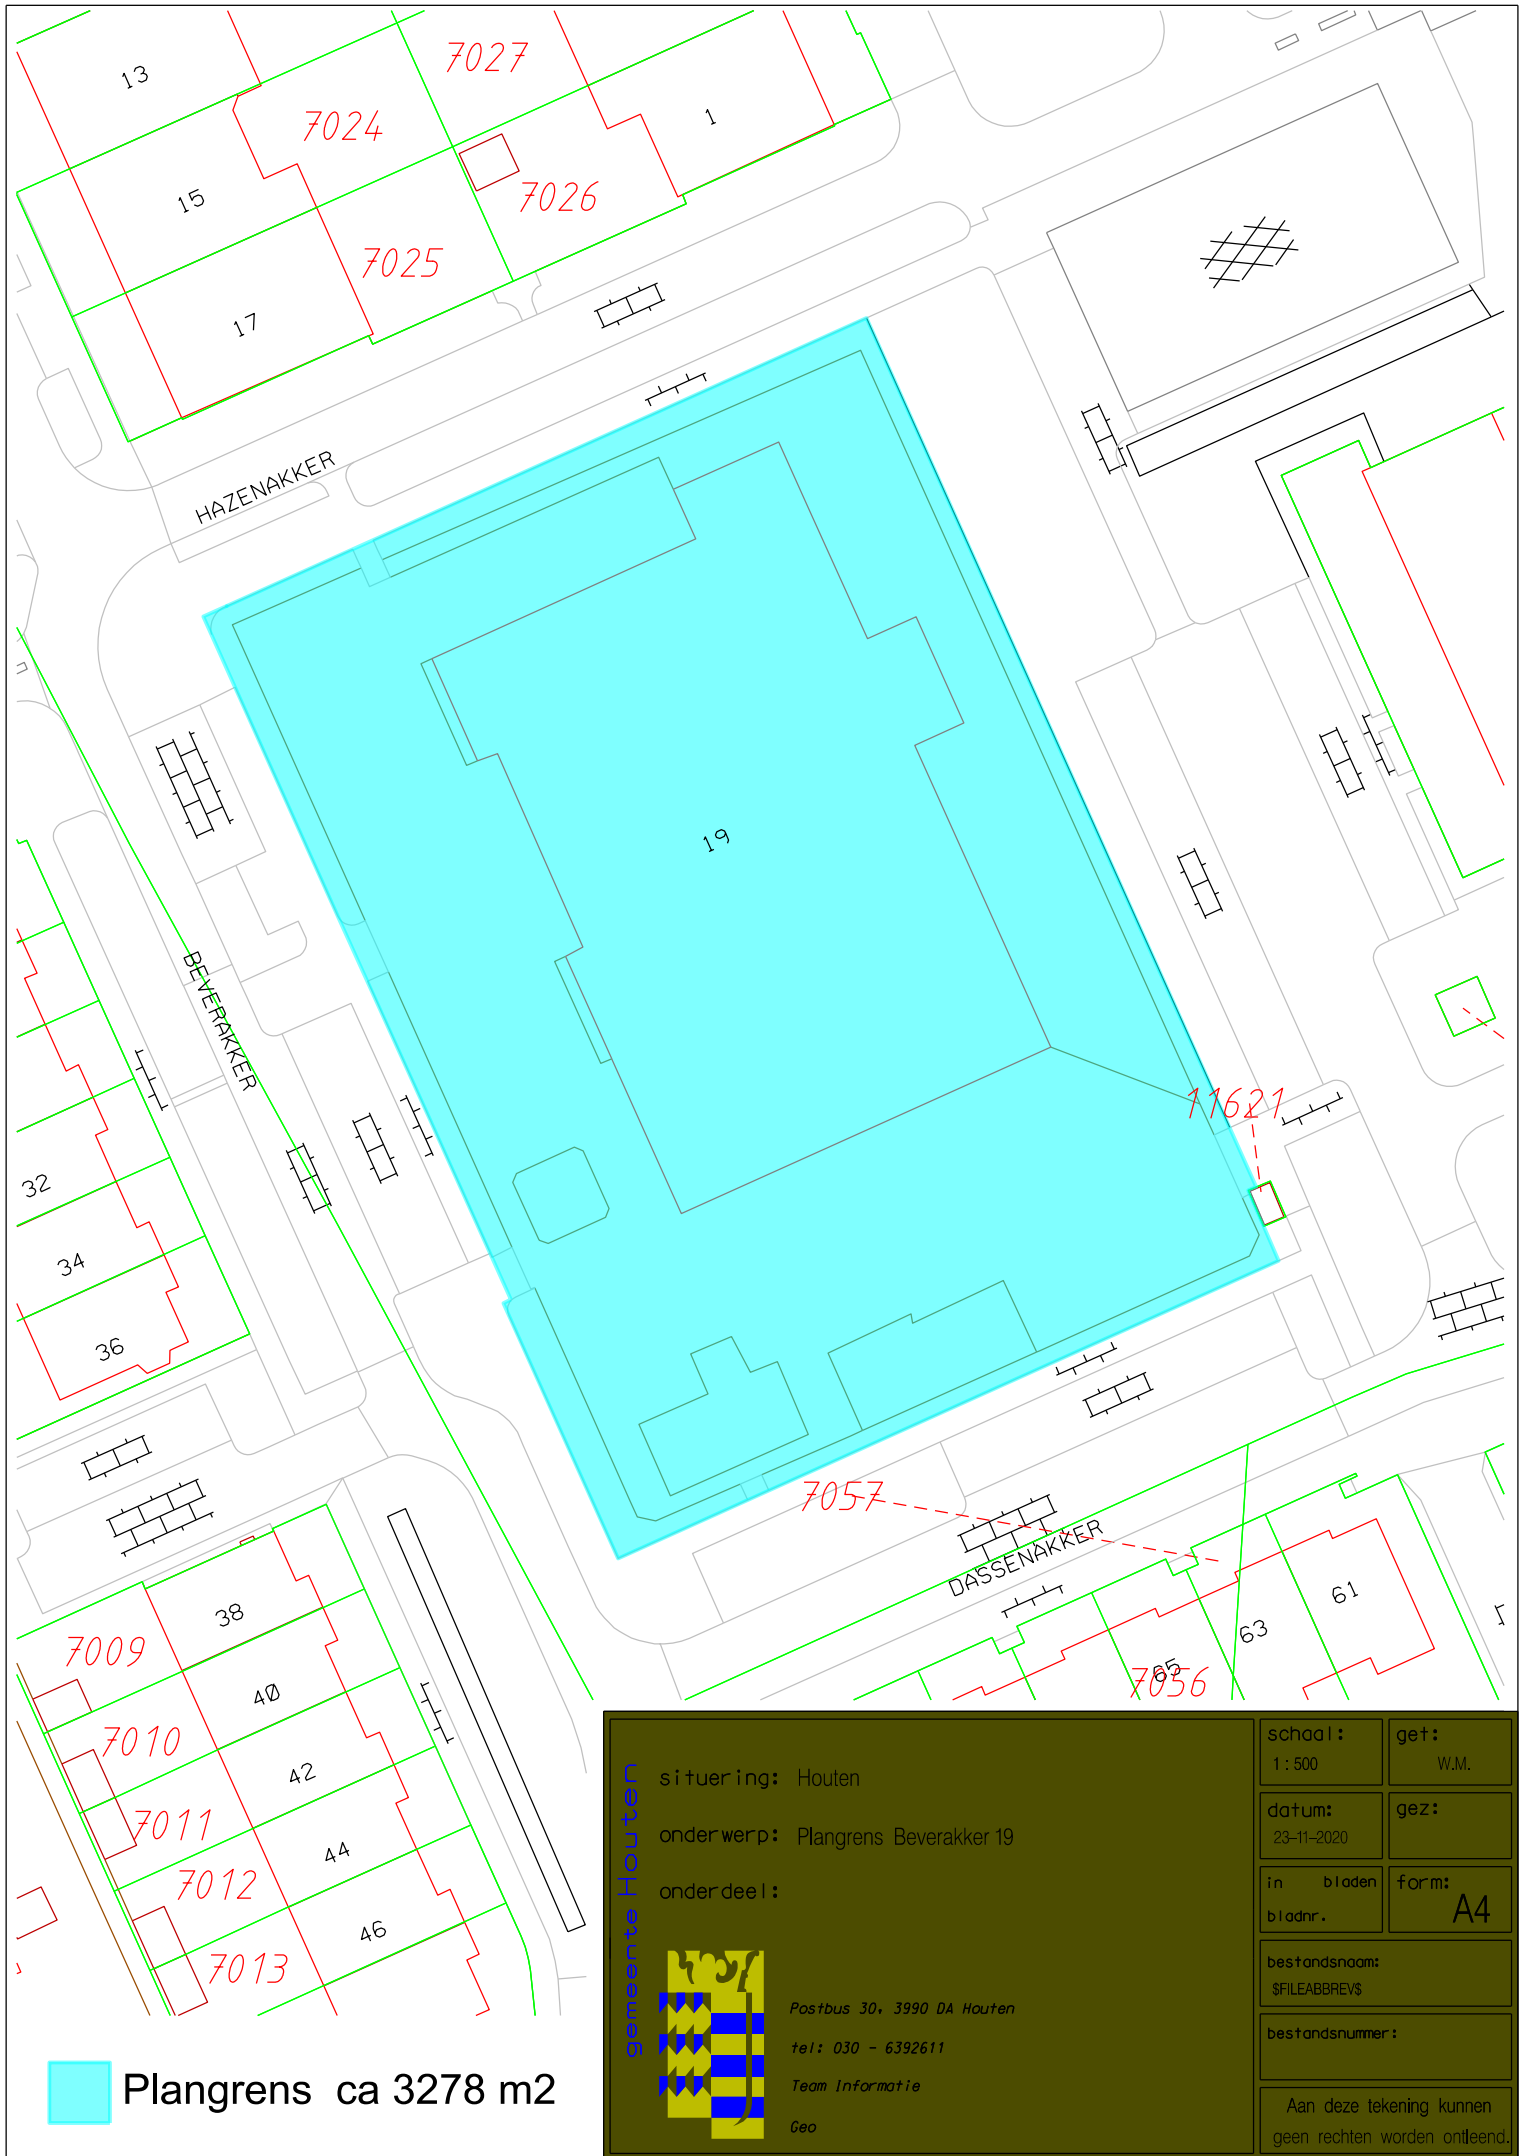 13
7027
7024
1
15
7026
7025
17
HAZENAKKER
19
BEVERAKKER
11621
32
34
36
7057
DASSENAKKER
38
61
63
65
7056
7009
40
7010
42
7011
44
7012
46
7013
gemeente Houten
situering: Houten
onderwerp: Plangrens Beverakker 19
onderdeel:
Postbus 30, 3990 DA Houten
tel: 030 - 6392611
Team Informatie
Geo
schaal:
1 : 500
get:
W.M.
datum:
23-11-2020
gez:
in bladen
bladnr.
form:
A4
bestandsnaam:
$FILEABBREV$
bestandsnummer:
Aan deze tekening kunnen
geen rechten worden ontleend.
Plangrens ca 3278 m2